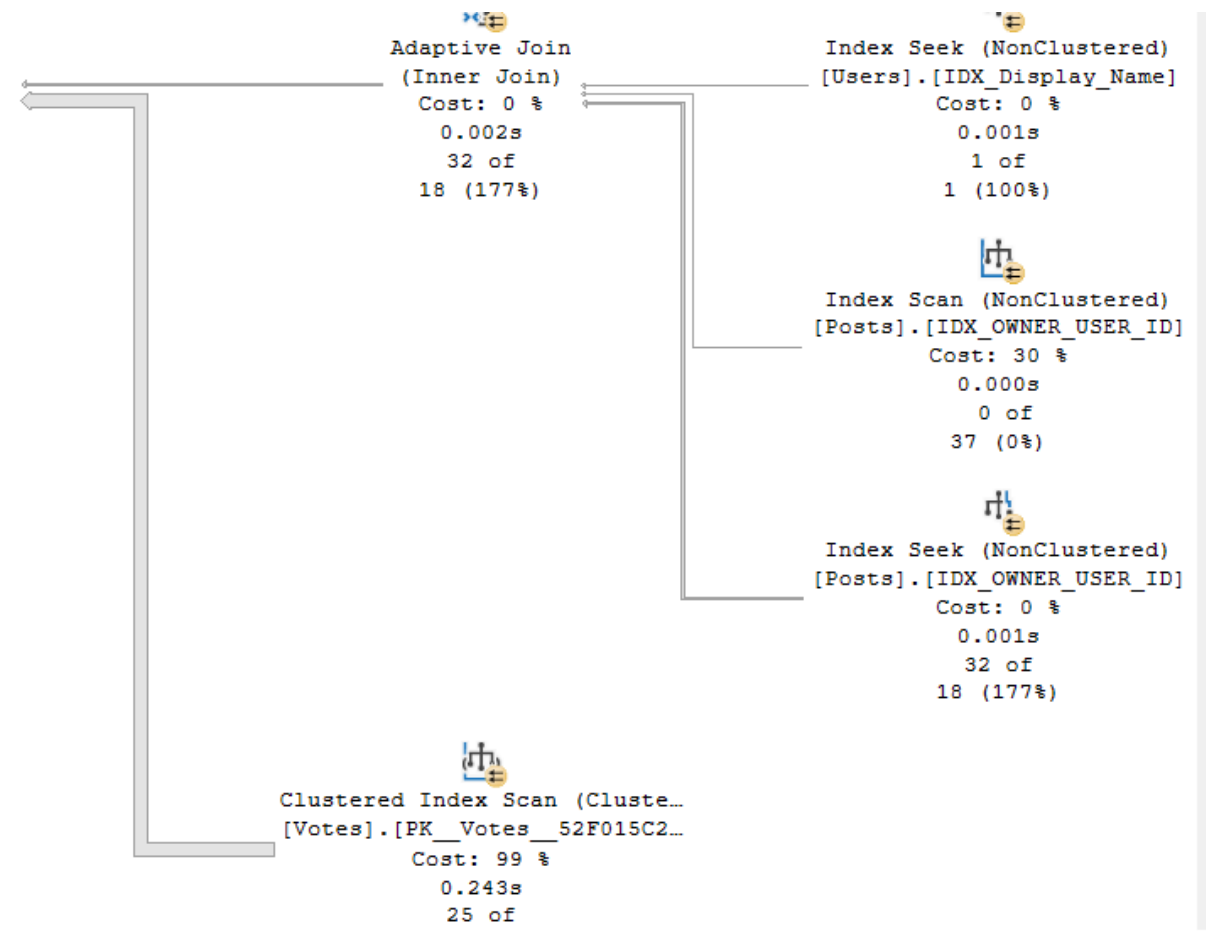 Adaptive Join
(Inner Join)
Cost: 0 %
0.002s
32 of
18 (177%)
Index Seek (NonClustered)
[Users].[IDX_Display_Name]
Cost: 0 %
0.001s
1 of
1 (100%)
Index Scan (NonClustered)
[Posts].[IDX_OWNER_USER_ID]
Cost: 30 %
0.000s
0 of
37 (0%)
Index Seek (NonClustered)
[Posts].[IDX_OWNER_USER_ID]
Cost: 0 %
0.001s
32 of
18 (177%)
Clustered Index Scan (Cluste…
[Votes].[PK__Votes__52F015C2…
Cost: 99 %
0.243s
25 of